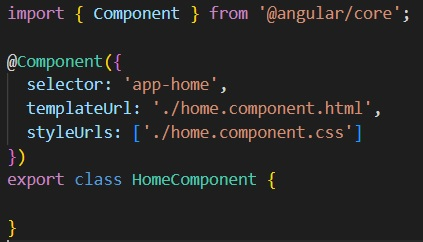 import { Component } from '@angular/core';
@Component({
selector: 'app-home',
templateUrl: './home.component.html',
styleUrls: ['./home.component.css']
})
export class HomeComponent {
}